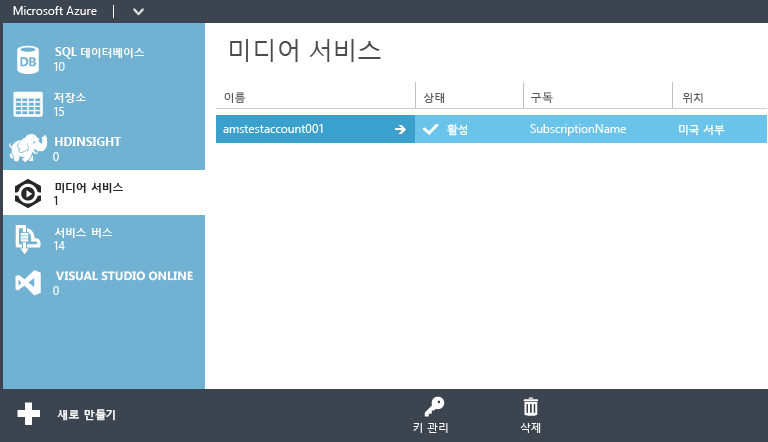 Microsoft Azure
SQL 데이터베이스
10
저장소
15
HDINSIGHT
0
미디어 서비스
1
서비스 버스
14
VISUAL STUDIO ONLINE
0
미디어 서비스
이름 상태 구독 위치
amstestaccount001 활성 SubscriptionName 미국 서부
새로 만들기 키 관리 삭제
DB